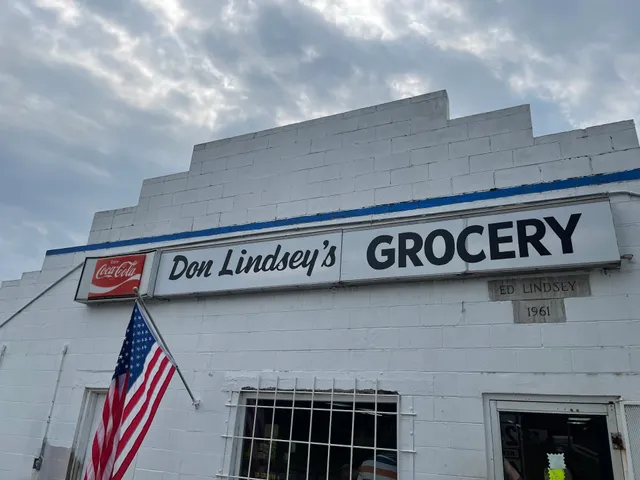 Coca-Cola
Don Lindsey's GROCERY
ED LINDSEY
1961